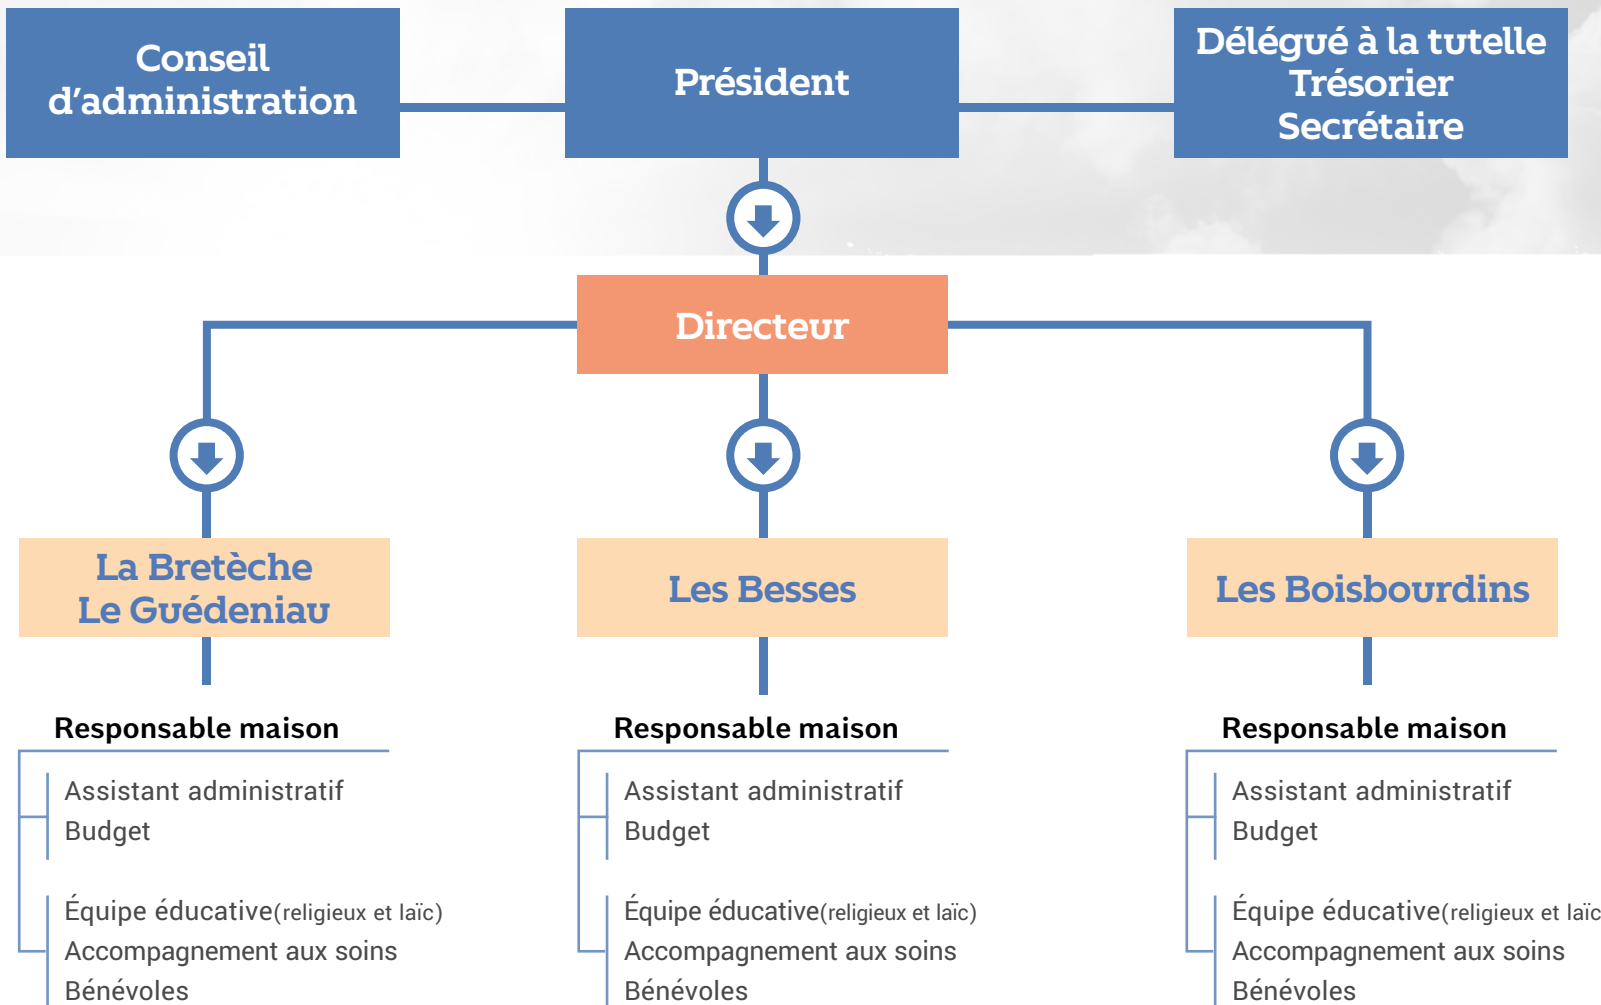 Conseil
d'administration
Président
Délégué à la tutelle
Trésorier
Secrétaire
Directeur
La Bretèche
Le Guédeniau
Les Besses
Les Boisbourdins
Responsable maison
Assistant administratif
Budget
Équipe éducative(religieux et laïc)
Accompagnement aux soins
Bénévoles
Responsable maison
Assistant administratif
Budget
Équipe éducative(religieux et laïc)
Accompagnement aux soins
Bénévoles
Responsable maison
Assistant administratif
Budget
Équipe éducative(religieux et laïc
Accompagnement aux soins
Bénévoles